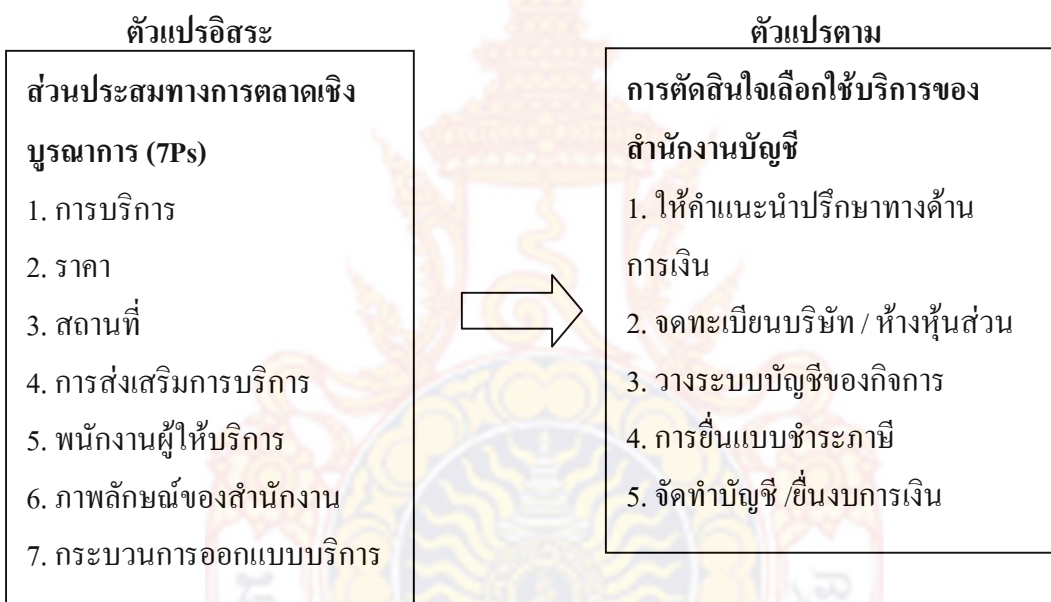 ตัวแปรอิสระ
ส่วนประสมทางการตลาดเชิง
บูรณาการ (7Ps)
1. การบริการ
2. ราคา
3. สถานที่
4. การส่งเสริมการบริการ
5. พนักงานผู้ให้บริการ
6. ภาพลักษณ์ของสำนักงาน
7. กระบวนการออกแบบบริการ
ตัวแปรตาม
การตัดสินใจเลือกใช้บริการของ
สำนักงานบัญชี
1. ให้คำแนะนำปรึกษาทางด้าน
การเงิน
2. จดทะเบียนบริษัท / ห้างหุ้นส่วน
3. วางระบบบัญชีของกิจการ
4. การยื่นแบบชำระภาษี
5. จัดทำบัญชี /ยื่นงบการเงิน